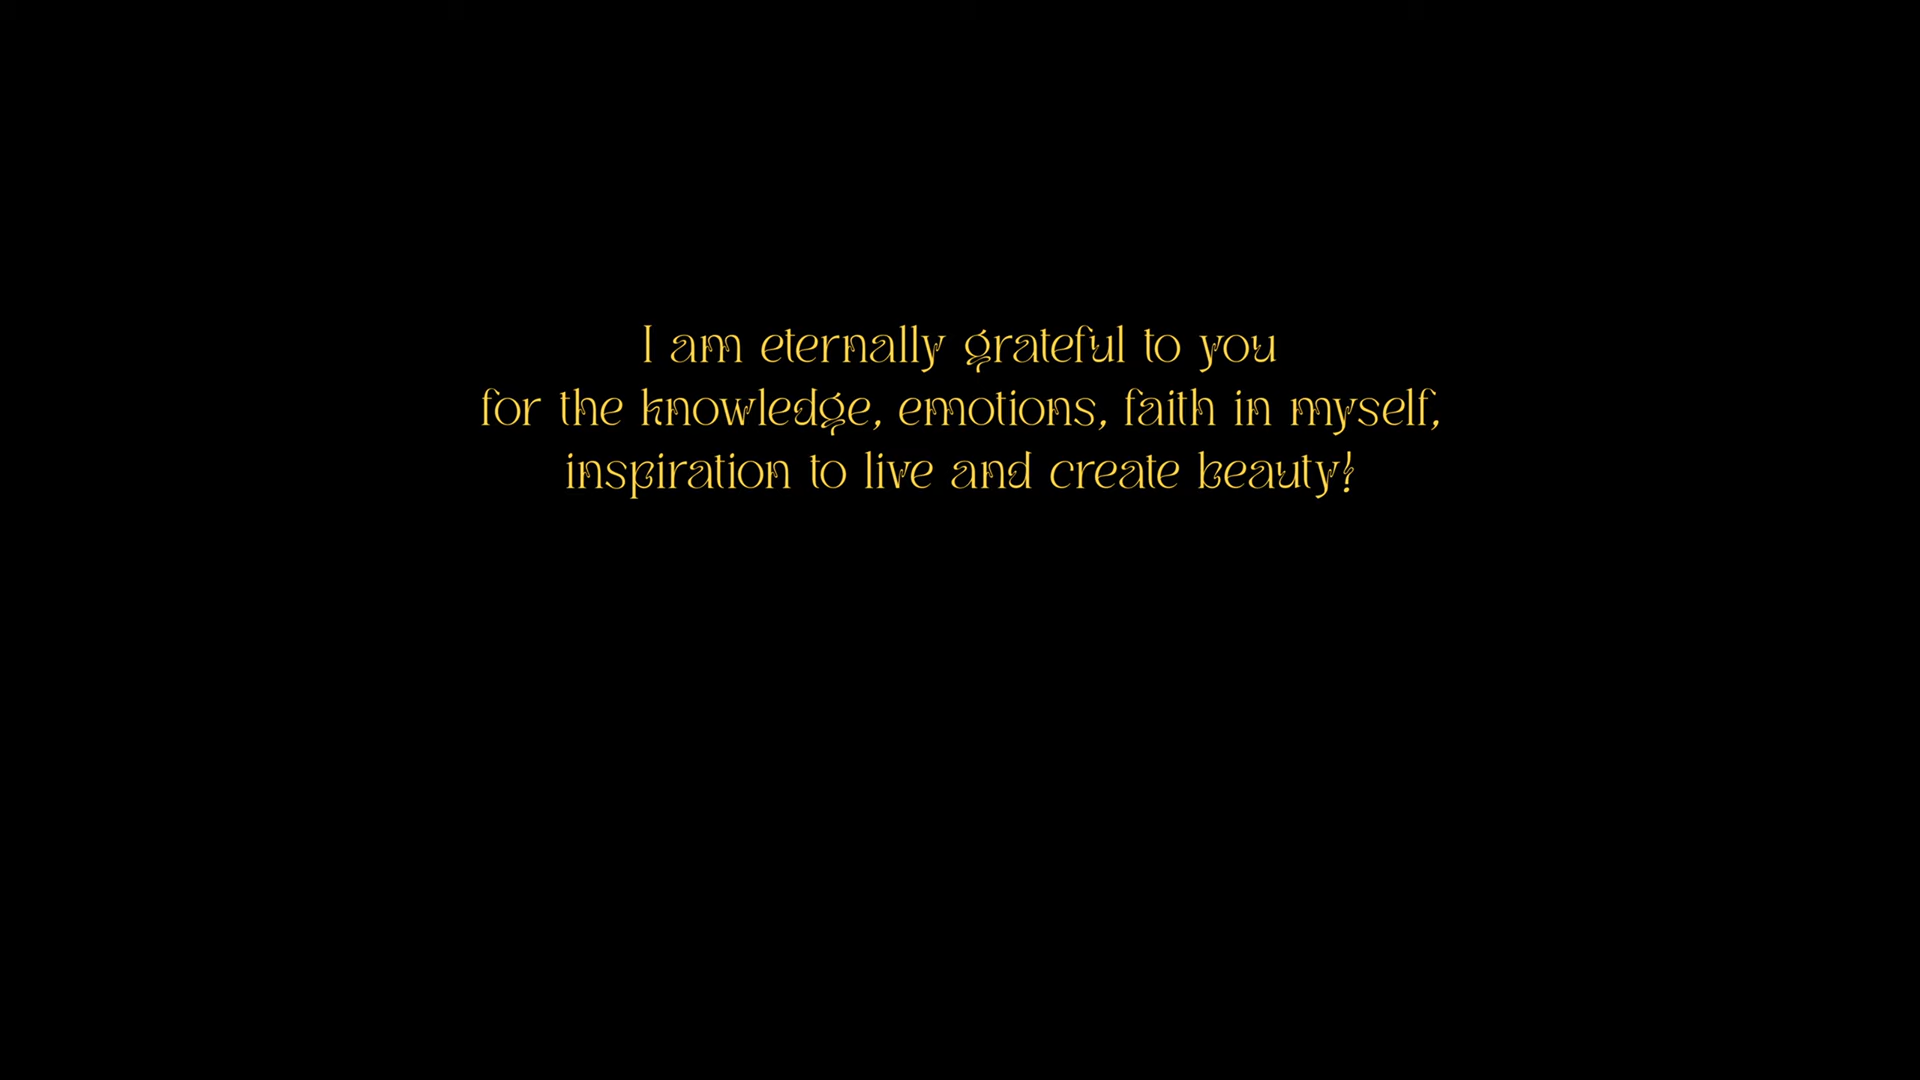 I am eternally grateful to you
for the knowledge, emotions, faith in myself,
inspiration to live and create beauty!